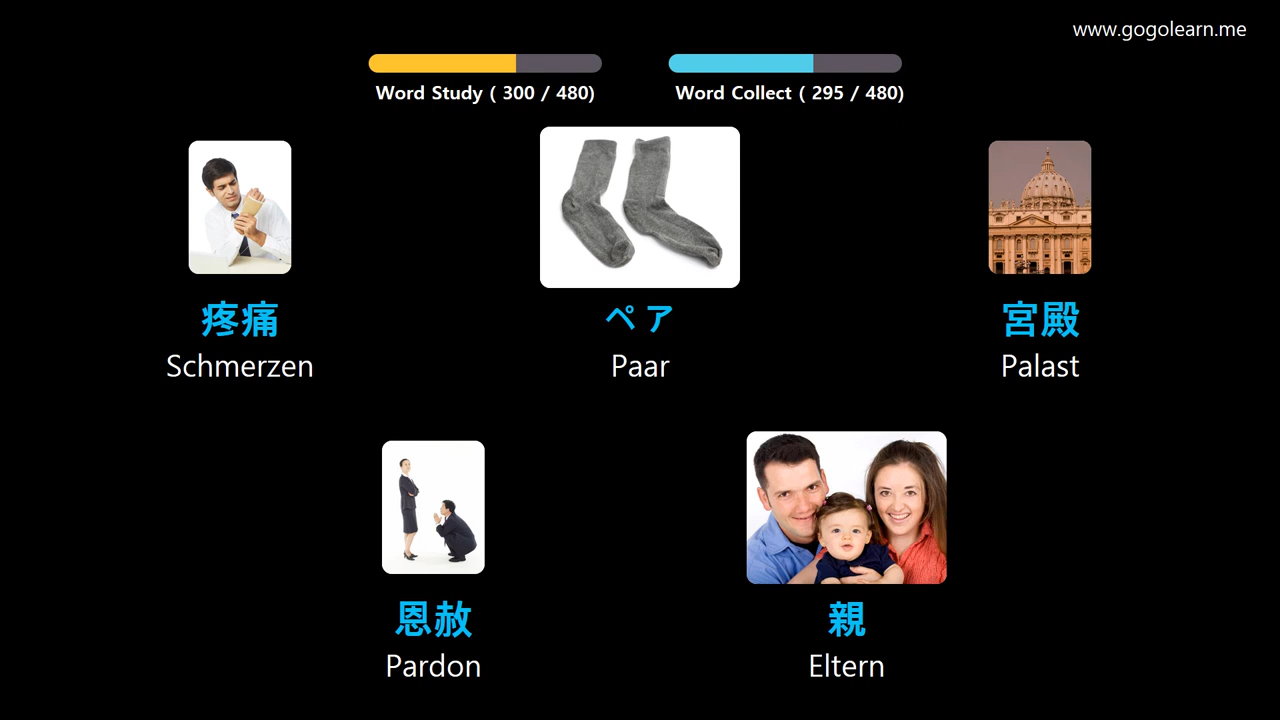 www.gogolearn.me
Word Study ( 300 / 480)
Word Collect ( 295 / 480)
疼痛
Schmerzen
ペア
Paar
宮殿
Palast
恩赦
Pardon
親
Eltern